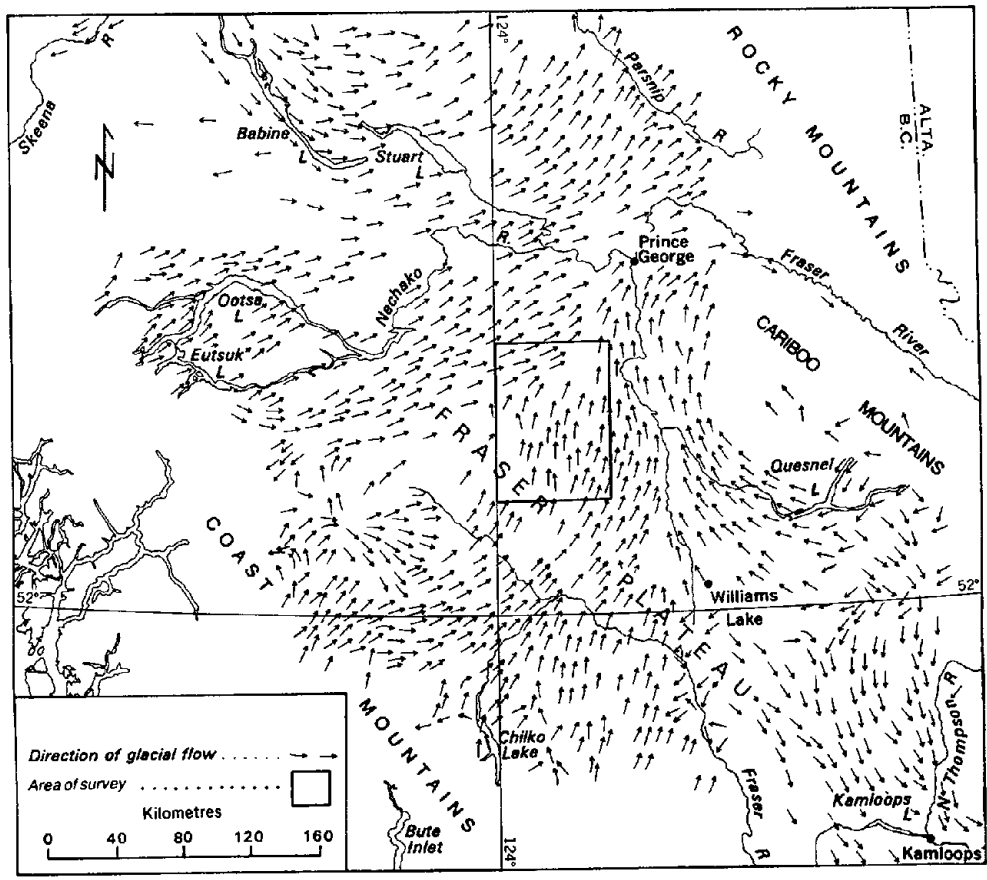 124°
Skeena
R
Babine
L
Stuart
L
Parsnip
R
ROCKY MOUNTAINS
ALTA.
B.C.
N
R.
Prince
George
Fraser
River
Nechako
Ootsa
L
Eutsuk
L
CARIBOO
MOUNTAINS
Quesnel
L
FRASER
PLATEAU
COAST
MOUNTAINS
52°
52°
Williams
Lake
Chilko
Lake
Fraser
R
N Thompson R
Kamloops
L
Kamloops
Bute
Inlet
124°
Direction of glacial flow
Area of survey
Kilometres
0 40 80 120 160